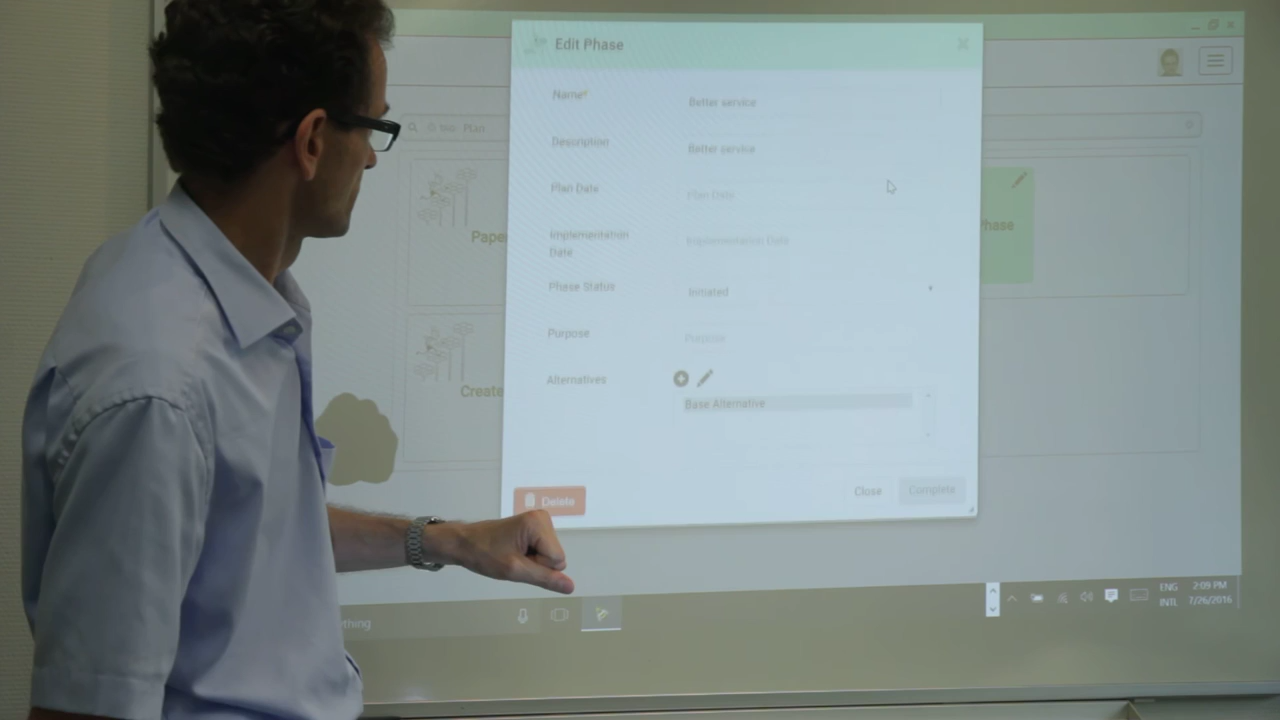 Edit Phase
Name*
Better service
Description
Better service
Plan Date
Plan Date
Implementation
Date
Implementation Date
Phase Status
Initiated
Purpose
Purpose
Alternatives
Base Alternative
Delete
Close
Complete
Plan
Pape
Phase
Create
thing
ENG
INTL
2:09 PM
7/26/2016